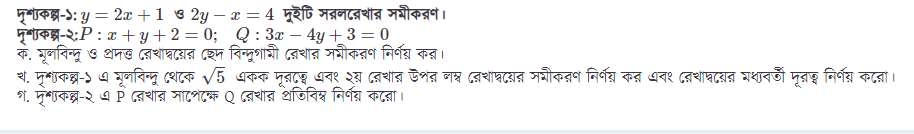 দৃশ্যকল্প-১: y = 2x + 1 ও 2y − x = 4 দুইটি সরলরেখার সমীকরণ।
দৃশ্যকল্প-২:P : x + y + 2 = 0; Q : 3x − 4y + 3 = 0
ক. মূলবিন্দু ও প্রদত্ত রেখাদ্বয়ের ছেদ বিন্দুগামী রেখার সমীকরণ নির্ণয় কর।
খ. দৃশ্যকল্প-১ এ মূলবিন্দু থেকে √5 একক দূরত্বে এবং ২য় রেখার উপর লম্ব রেখাদ্বয়ের সমীকরণ নির্ণয় কর এবং রেখাদ্বয়ের মধ্যবর্তী দূরত্ব নির্ণয় করো।
গ. দৃশ্যকল্প-২ এ P রেখার সাপেক্ষে Q রেখার প্রতিবিম্ব নির্ণয় করো।